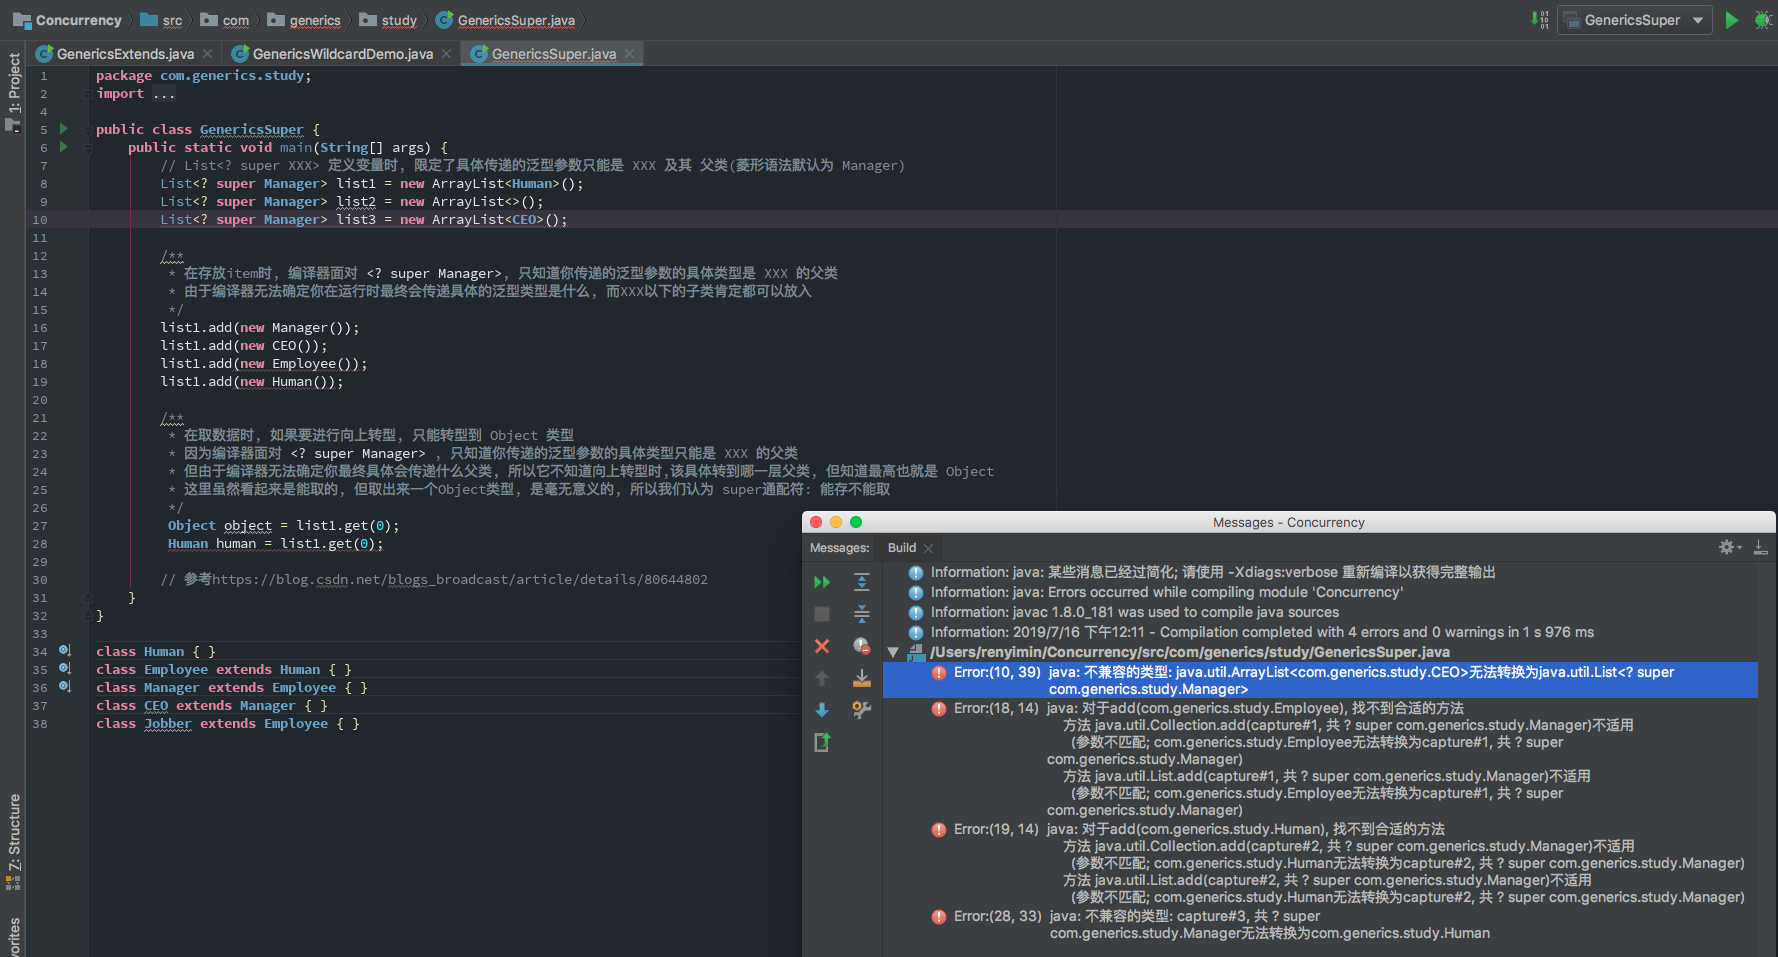 Concurrency src com generics study GenericsSuper.java GenericsSuper
GenericsExtends.java GenericsWildcardDemo.java GenericsSuper.java
1: Project
1 package com.generics.study;
2 import ...
4
5 public class GenericsSuper {
6 public static void main(String[] args) {
7 // List<? super XXX> 定义变量时, 限定了具体传递的泛型参数只能是 XXX 及其 父类(菱形语法默认为 Manager)
8 List<? super Manager> list1 = new ArrayList<Human>();
9 List<? super Manager> list2 = new ArrayList<>();
10 List<? super Manager> list3 = new ArrayList<CEO>();
11
12 /**
13 * 在存放item时, 编译器面对 <? super Manager>, 只知道你传递的泛型参数的具体类型是 XXX 的父类
14 * 由于编译器无法确定你在运行时最终会传递具体的泛型类型是什么, 而XXX以下的子类肯定都可以放入
15 */
16 list1.add(new Manager());
17 list1.add(new CEO());
18 list1.add(new Employee());
19 list1.add(new Human());
20
21 /**
22 * 在取数据时, 如果要进行向上转型, 只能转型到 Object 类型
23 * 因为编译器面对 <? super Manager> , 只知道你传递的泛型参数的具体类型只能是 XXX 的父类
24 * 但由于编译器无法确定你最终具体会传递什么父类, 所以它不知道向上转型时,该具体转到哪一层父类, 但知道最高也就是 Object
25 * 这里虽然看起来是能取的, 但取出来一个Object类型, 是毫无意义的, 所以我们认为 super通配符: 能存不能取
26 */
27 Object object = list1.get(0);
28 Human human = list1.get(0);
29
30 // 参考https://blog.csdn.net/blogs_broadcast/article/details/80644802
31 }
32 }
33
34 class Human { }
35 class Employee extends Human { }
36 class Manager extends Employee { }
37 class CEO extends Manager { }
38 class Jobber extends Employee { }
Z: Structure
vorites
Messages - Concurrency
Messages: Build
Information: java: 某些消息已经过简化; 请使用 -Xdiags:verbose 重新编译以获得完整输出
Information: java: Errors occurred while compiling module 'Concurrency'
Information: javac 1.8.0_181 was used to compile java sources
Information: 2019/7/16 下午12:11 - Compilation completed with 4 errors and 0 warnings in 1 s 976 ms
/Users/renyimin/Concurrency/src/com/generics/study/GenericsSuper.java
Error:(10, 39) java: 不兼容的类型: java.util.ArrayList<com.generics.study.CEO>无法转换为java.util.List<? super
com.generics.study.Manager>
Error:(18, 14) java: 对于add(com.generics.study.Employee), 找不到合适的方法
方法 java.util.Collection.add(capture#1, 共 ? super com.generics.study.Manager)不适用
(参数不匹配; com.generics.study.Employee无法转换为capture#1, 共 ? super
com.generics.study.Manager)
方法 java.util.List.add(capture#1, 共 ? super com.generics.study.Manager)不适用
(参数不匹配; com.generics.study.Employee无法转换为capture#1, 共 ? super
com.generics.study.Manager)
Error:(19, 14) java: 对于add(com.generics.study.Human), 找不到合适的方法
方法 java.util.Collection.add(capture#2, 共 ? super com.generics.study.Manager)不适用
(参数不匹配; com.generics.study.Human无法转换为capture#2, 共 ? super com.generics.study.Manager)
方法 java.util.List.add(capture#2, 共 ? super com.generics.study.Manager)不适用
(参数不匹配; com.generics.study.Human无法转换为capture#2, 共 ? super com.generics.study.Manager)
Error:(28, 33) java: 不兼容的类型: capture#3, 共 ? super
com.generics.study.Manager无法转换为com.generics.study.Human